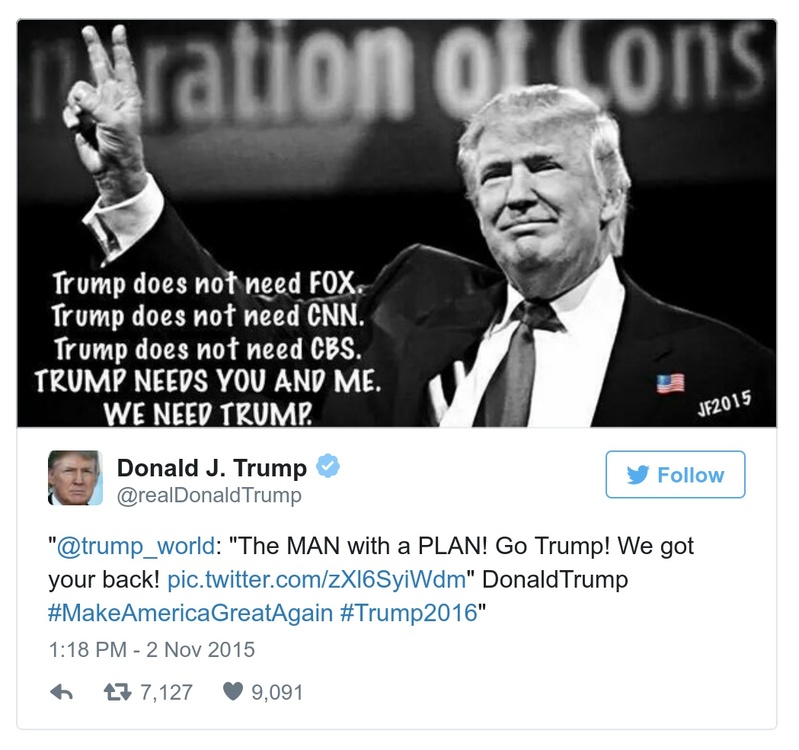 ration of Cons
Trump does not need FOX.
Trump does not need CNN.
Trump does not need CBS.
TRUMP NEEDS YOU AND ME.
WE NEED TRUMP.
JF2015
Donald J. Trump
@realDonaldTrump
Follow
"@trump_world: "The MAN with a PLAN! Go Trump! We got
your back! pic.twitter.com/zXl6SyiWdm" DonaldTrump
#MakeAmericaGreatAgain #Trump2016"
1:18 PM - 2 Nov 2015
7,127 9,091